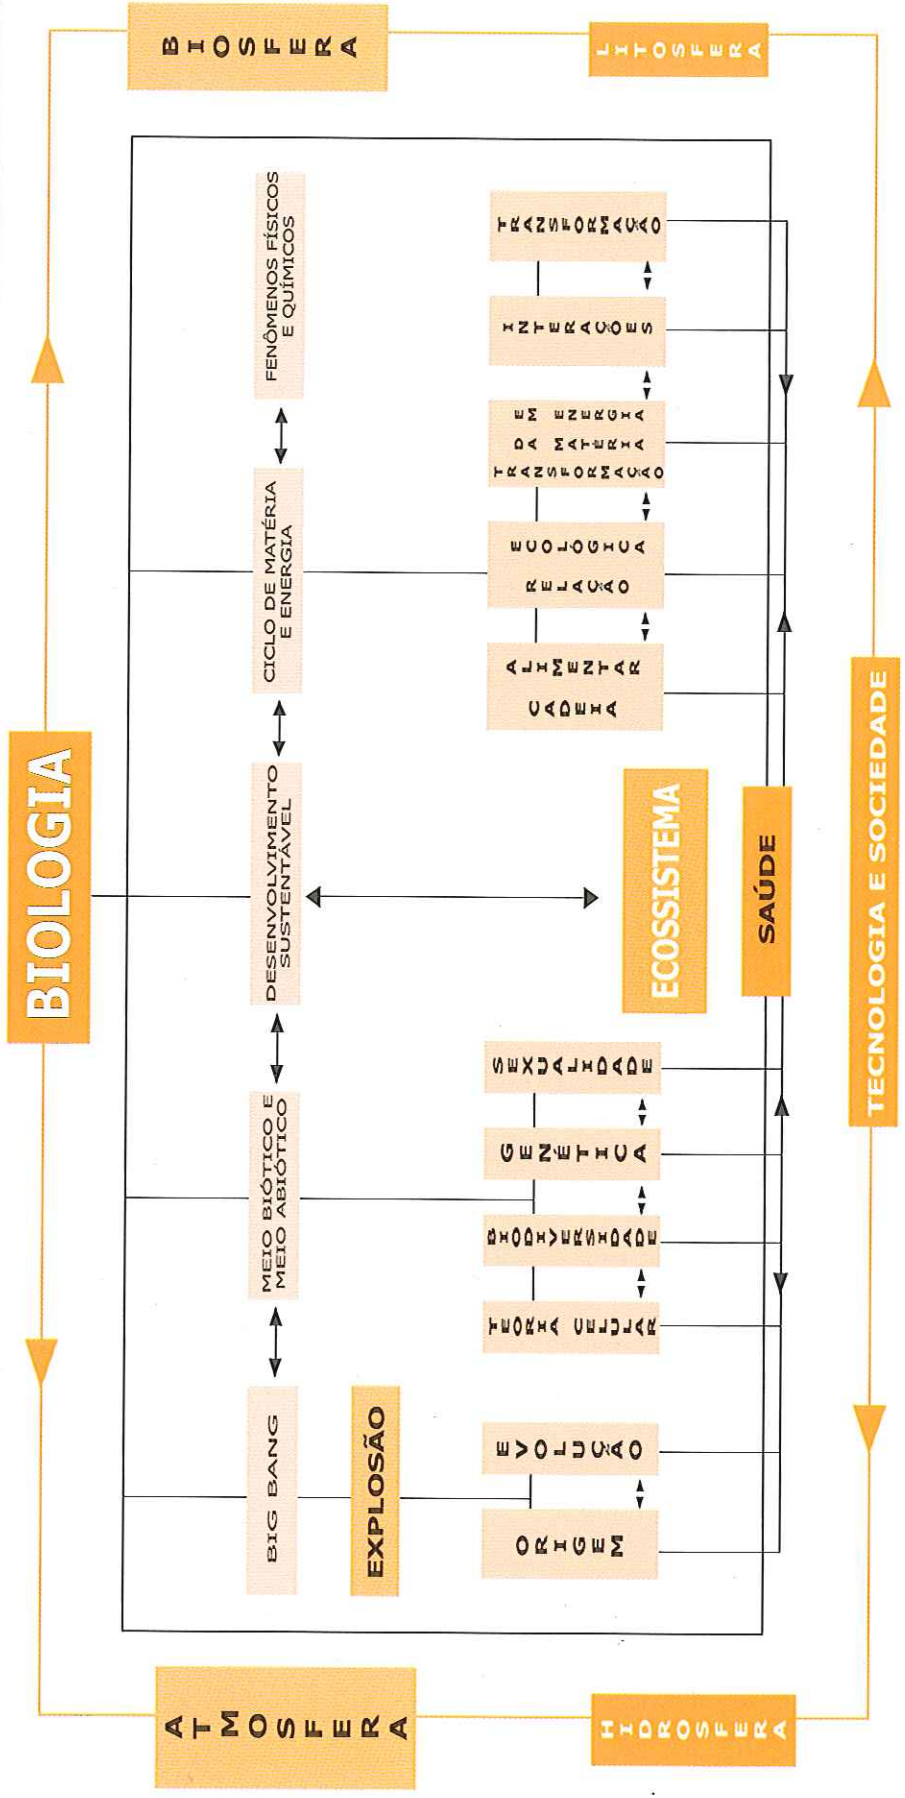 BIOLOGIA
ATMOSFERA
BIOSFERA
HIDROSFERA
LITOSFERA
BIG BANG
EXPLOSÃO
MEIO BIÓTICO E
MEIO ABIÓTICO
DESENVOLVIMENTO
SUSTENTÁVEL
CICLO DE MATÉRIA
E ENERGIA
FENÔMENOS FÍSICOS
E QUÍMICOS
ORIGEM
EVOLUÇÃO
TEORIA CELULAR
BIODIVERSIDADE
GENÉTICA
SEXUALIDADE
ECOSSISTEMA
CADEIA
ALIMENTAR
RELAÇÃO
ECOLÓGICA
TRANSFORMAÇÃO
DA MATÉRIA
EM ENERGIA
INTERAÇÕES
TRANSFORMAÇÃO
SAÚDE
TECNOLOGIA E SOCIEDADE